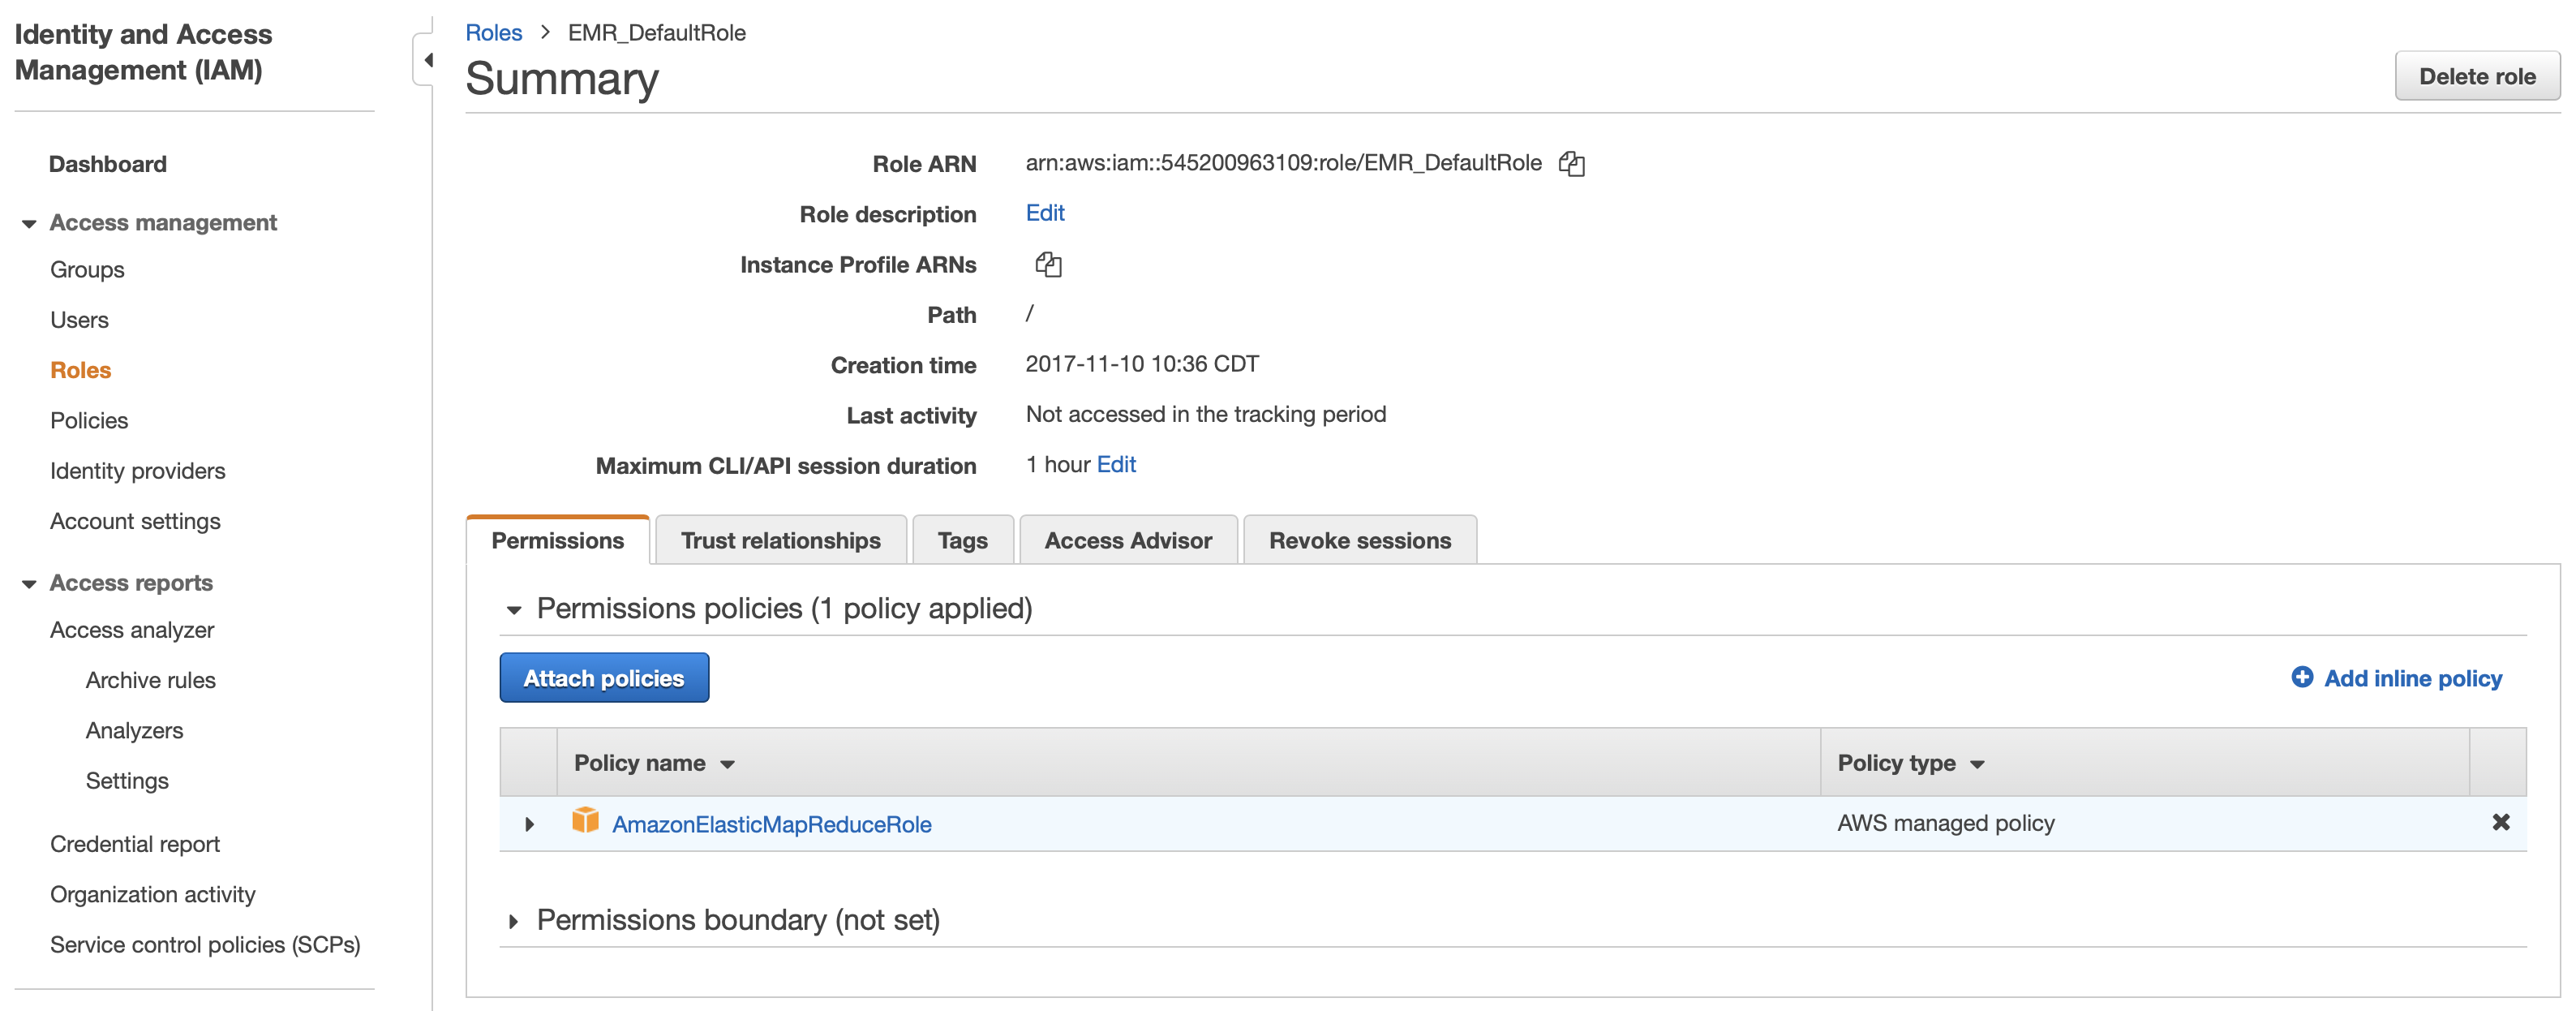 Identity and Access
Management (IAM)
Dashboard
Access management
Groups
Users
Roles
Policies
Identity providers
Account settings
Access reports
Access analyzer
Archive rules
Analyzers
Settings
Credential report
Organization activity
Service control policies (SCPs)
Roles > EMR_DefaultRole
Summary
Delete role
Role ARN arn:aws:iam::545200963109:role/EMR_DefaultRole
Role description Edit
Instance Profile ARNs
Path /
Creation time 2017-11-10 10:36 CDT
Last activity Not accessed in the tracking period
Maximum CLI/API session duration 1 hour Edit
Permissions Trust relationships Tags Access Advisor Revoke sessions
Permissions policies (1 policy applied)
Attach policies Add inline policy
Policy name Policy type
AmazonElasticMapReduceRole AWS managed policy
Permissions boundary (not set)